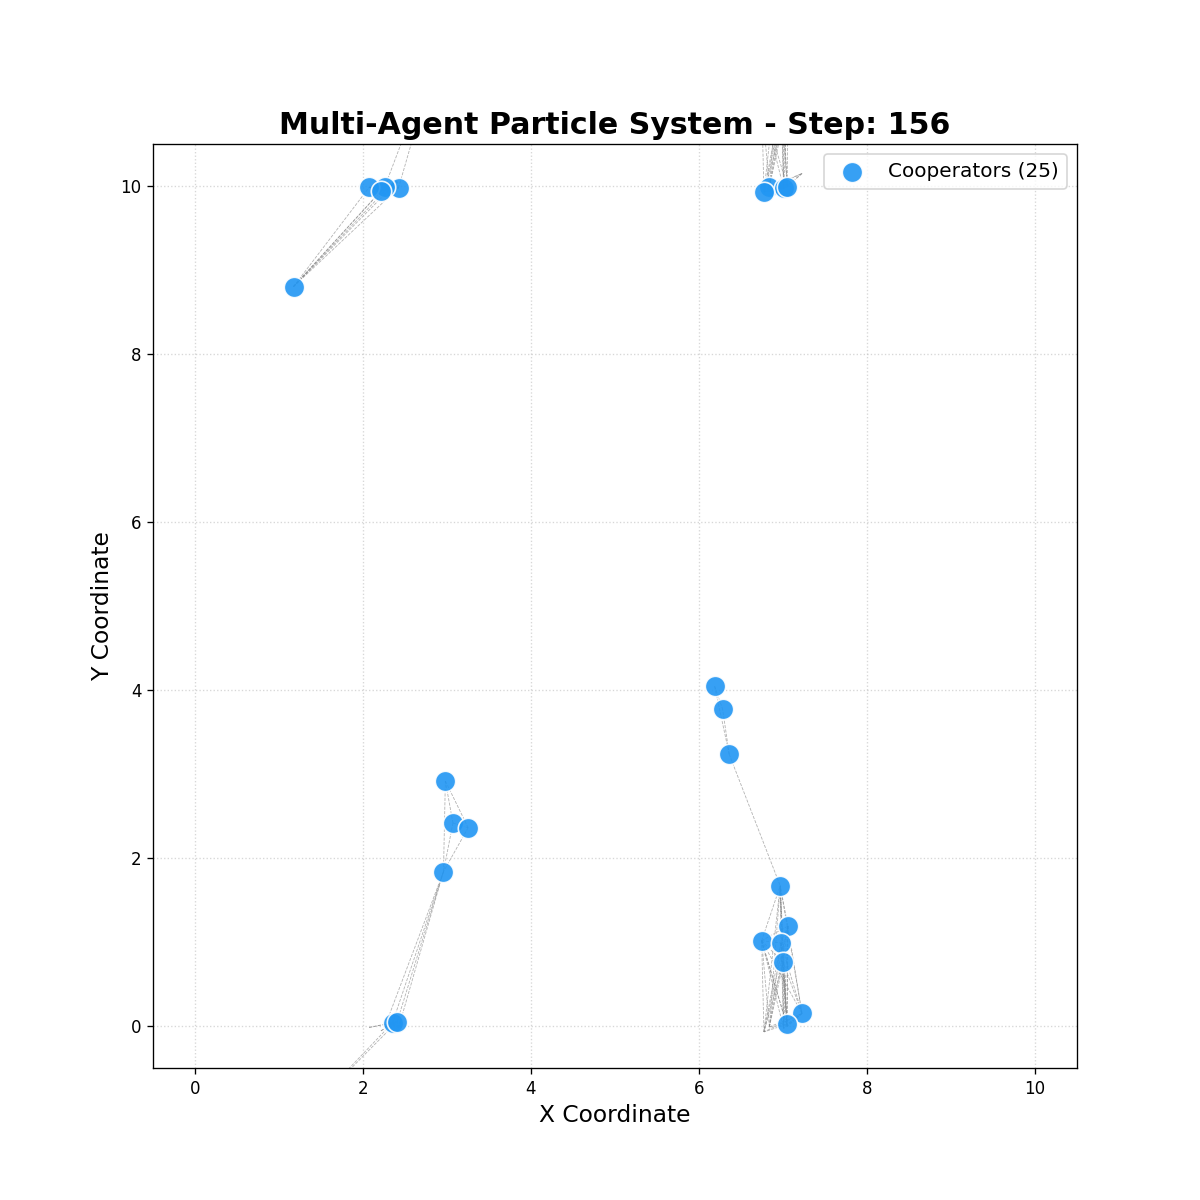 Multi-Agent Particle System - Step: 156
Cooperators (25)
10
8
6
4
2
0
Y Coordinate
0 2 4 6 8 10
X Coordinate